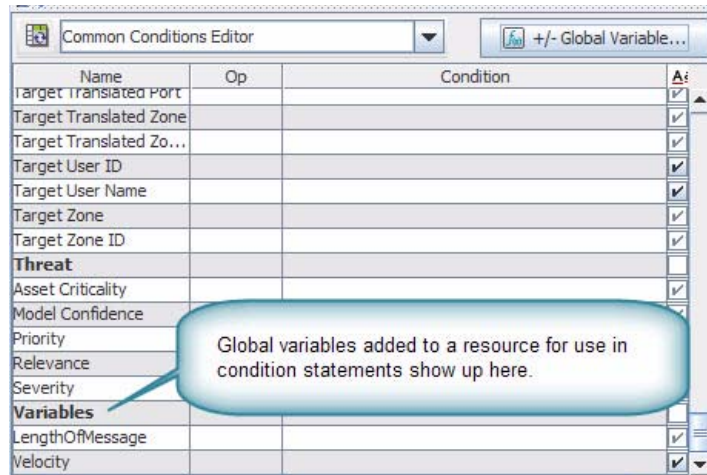 Common Conditions Editor
+/- Global Variable...
Name Op Condition
Target Translated Port
Target Translated Zone
Target Translated Zo...
Target User ID
Target User Name
Target Zone
Target Zone ID
Threat
Asset Criticality
Model Confidence
Priority
Relevance
Severity
Variables
LengthOfMessage
Velocity
Global variables added to a resource for use in
condition statements show up here.